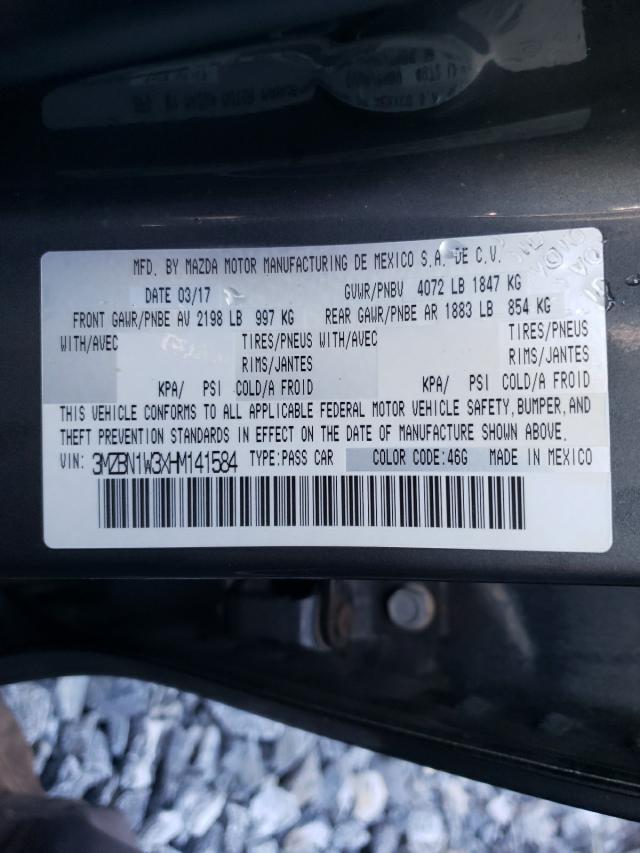 MFD. BY MAZDA MOTOR MANUFACTURING DE MEXICO S.A. DE C.V.
DATE 03/17 GVWR/PNBV 4072 LB 1847 KG
FRONT GAWR/PNBE AV 2198 LB 997 KG REAR GAWR/PNBE AR 1883 LB 854 KG
WITH/AVEC TIRES/PNEUS WITH/AVEC TIRES/PNEUS
RIMS/JANTES RIMS/JANTES
KPA/ PSI COLD/A FROID KPA/ PSI COLD/A FROID
THIS VEHICLE CONFORMS TO ALL APPLICABLE FEDERAL MOTOR VEHICLE SAFETY, BUMPER, AND
THEFT PREVENTION STANDARDS IN EFFECT ON THE DATE OF MANUFACTURE SHOWN ABOVE.
VIN: 3MZBN1W3XHM141584 TYPE:PASS CAR COLOR CODE:46G MADE IN MEXICO